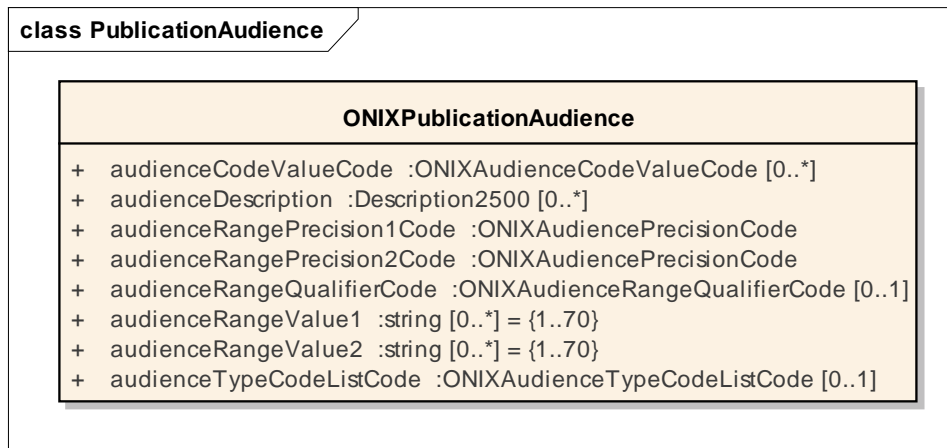 class PublicationAudience
ONIXPublicationAudience
+ audienceCodeValueCode :ONIXAudienceCodeValueCode [0..*]
+ audienceDescription :Description2500 [0..*]
+ audienceRangePrecision1Code :ONIXAudiencePrecisionCode
+ audienceRangePrecision2Code :ONIXAudiencePrecisionCode
+ audienceRangeQualifierCode :ONIXAudienceRangeQualifierCode [0..1]
+ audienceRangeValue1 :string [0..*] = {1..70}
+ audienceRangeValue2 :string [0..*] = {1..70}
+ audienceTypeCodeListCode :ONIXAudienceTypeCodeListCode [0..1]